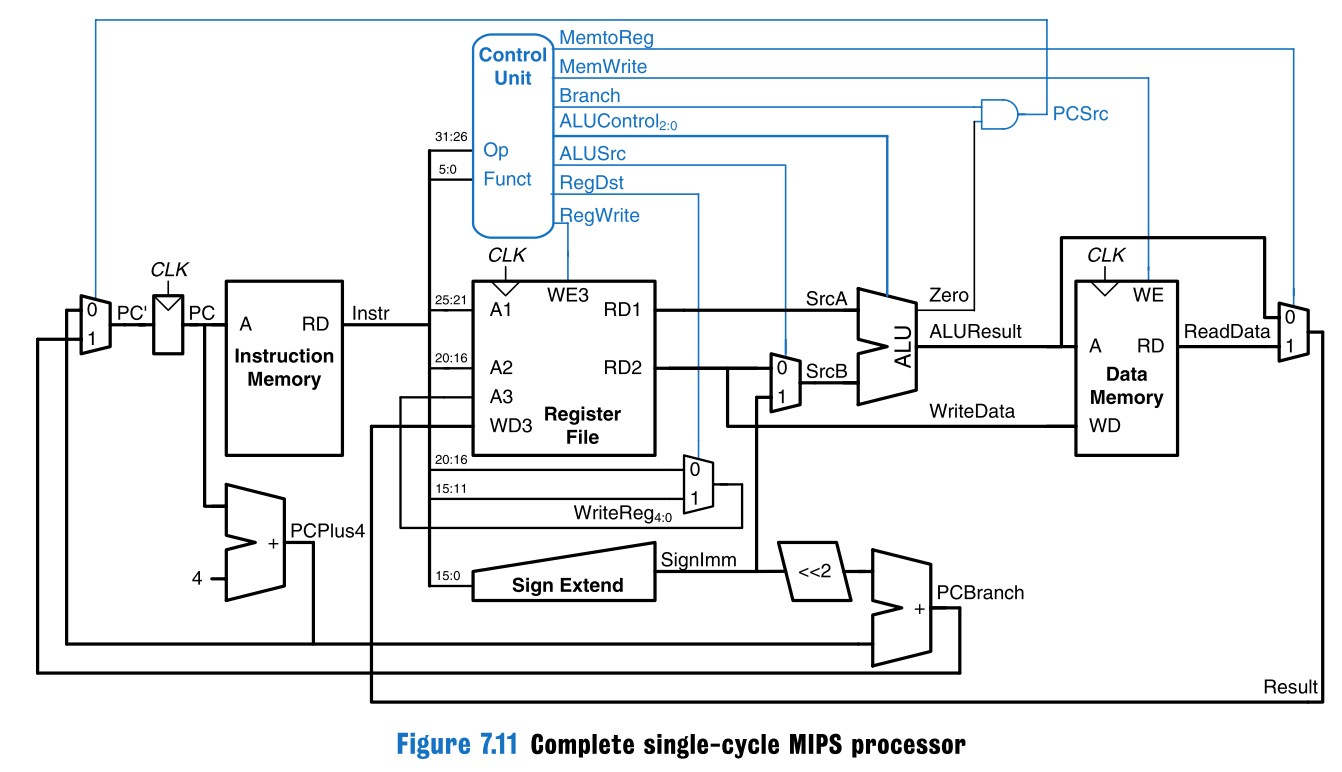 MemtoReg
Control
Unit
MemWrite
Branch
PCSrc
ALUControl2:0
31:26
Op
ALUSrc
5:0
Funct
RegDst
RegWrite
CLK
CLK
CLK
25:21
WE3
SrcA
Zero
WE
0
PC'
PC
A
RD
Instr
A1
RD1
0
1
Instruction
Memory
ALU
ALUResult
A
RD
ReadData
1
20:16
A2
RD2
0
SrcB
Data
Memory
A3
1
Register
File
WD3
WriteData
WD
20:16
0
15:11
1
WriteReg4:0
PCPlus4
+
4
SignImm
15:0
Sign Extend
<<2
PCBranch
+
Result
Figure 7.11 Complete single-cycle MIPS processor